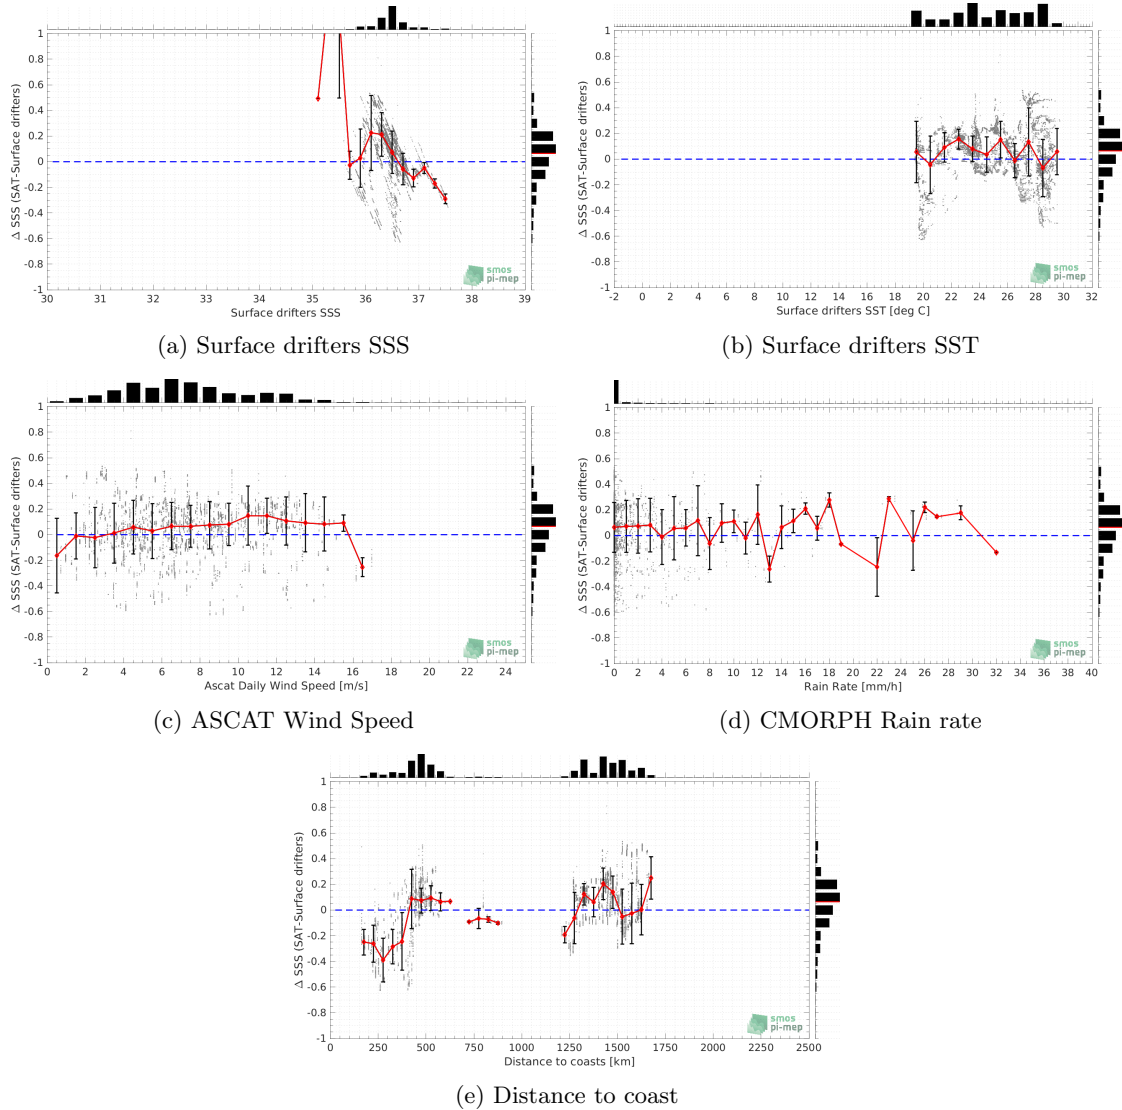 1
0.8
0.6
0.4
0.2
0
-0.2
-0.4
-0.6
-0.8
-1
Δ SSS (SAT-Surface drifters)
30 31 32 33 34 35 36 37 38 39
Surface drifters SSS
smos
pi-mep
(a) Surface drifters SSS
1
0.8
0.6
0.4
0.2
0
-0.2
-0.4
-0.6
-0.8
-1
Δ SSS (SAT-Surface drifters)
-2 0 2 4 6 8 10 12 14 16 18 20 22 24 26 28 30 32
Surface drifters SST [deg C]
smos
pi-mep
(b) Surface drifters SST
1
0.8
0.6
0.4
0.2
0
-0.2
-0.4
-0.6
-0.8
-1
Δ SSS (SAT-Surface drifters)
0 2 4 6 8 10 12 14 16 18 20 22 24
Ascat Daily Wind Speed [m/s]
smos
pi-mep
(c) ASCAT Wind Speed
1
0.8
0.6
0.4
0.2
0
-0.2
-0.4
-0.6
-0.8
-1
Δ SSS (SAT-Surface drifters)
0 2 4 6 8 10 12 14 16 18 20 22 24 26 28 30 32 34 36 38 40
Rain Rate [mm/h]
smos
pi-mep
(d) CMORPH Rain rate
1
0.8
0.6
0.4
0.2
0
-0.2
-0.4
-0.6
-0.8
-1
Δ SSS (SAT-Surface drifters)
0 250 500 750 1000 1250 1500 1750 2000 2250 2500
Distance to coasts [km]
smos
pi-mep
(e) Distance to coast